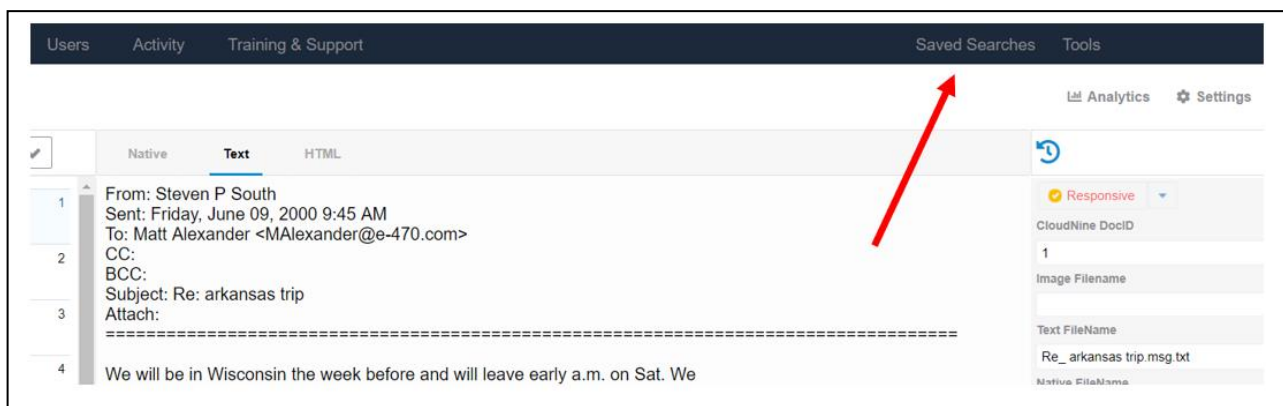 Users Activity Training & Support Saved Searches Tools
Analytics Settings
Native Text HTML
1
2
3
4
From: Steven P South
Sent: Friday, June 09, 2000 9:45 AM
To: Matt Alexander <MAlexander@e-470.com>
CC:
BCC:
Subject: Re: arkansas trip
Attach:
=====================================================================================
We will be in Wisconsin the week before and will leave early a.m. on Sat. We
Responsive
CloudNine DocID
1
Image Filename
Text FileName
Re_ arkansas trip.msg.txt
Native FileName